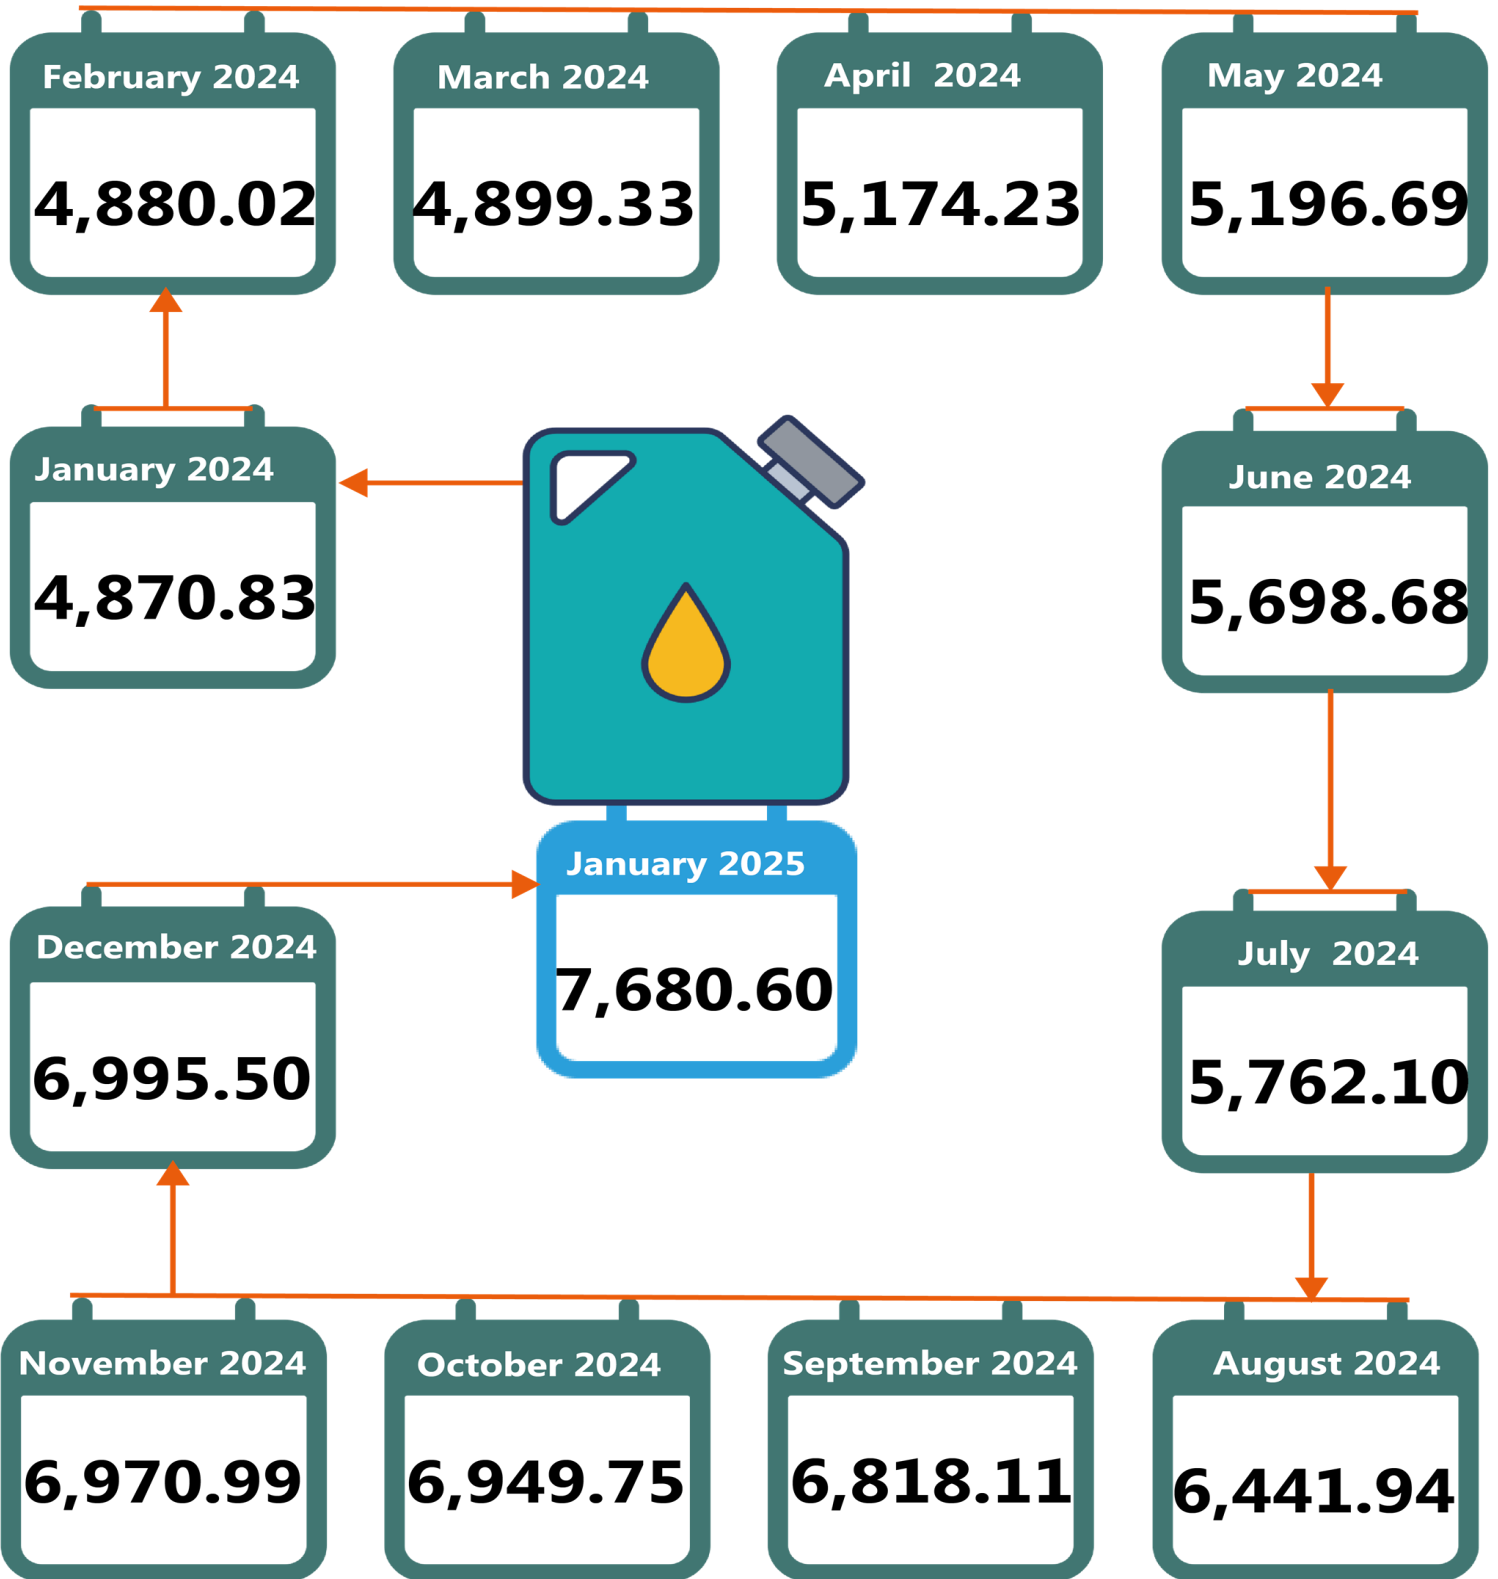 February 2024
4,880.02
March 2024
4,899.33
April 2024
5,174.23
May 2024
5,196.69
January 2024
4,870.83
June 2024
5,698.68
January 2025
7,680.60
December 2024
6,995.50
July 2024
5,762.10
November 2024
6,970.99
October 2024
6,949.75
September 2024
6,818.11
August 2024
6,441.94